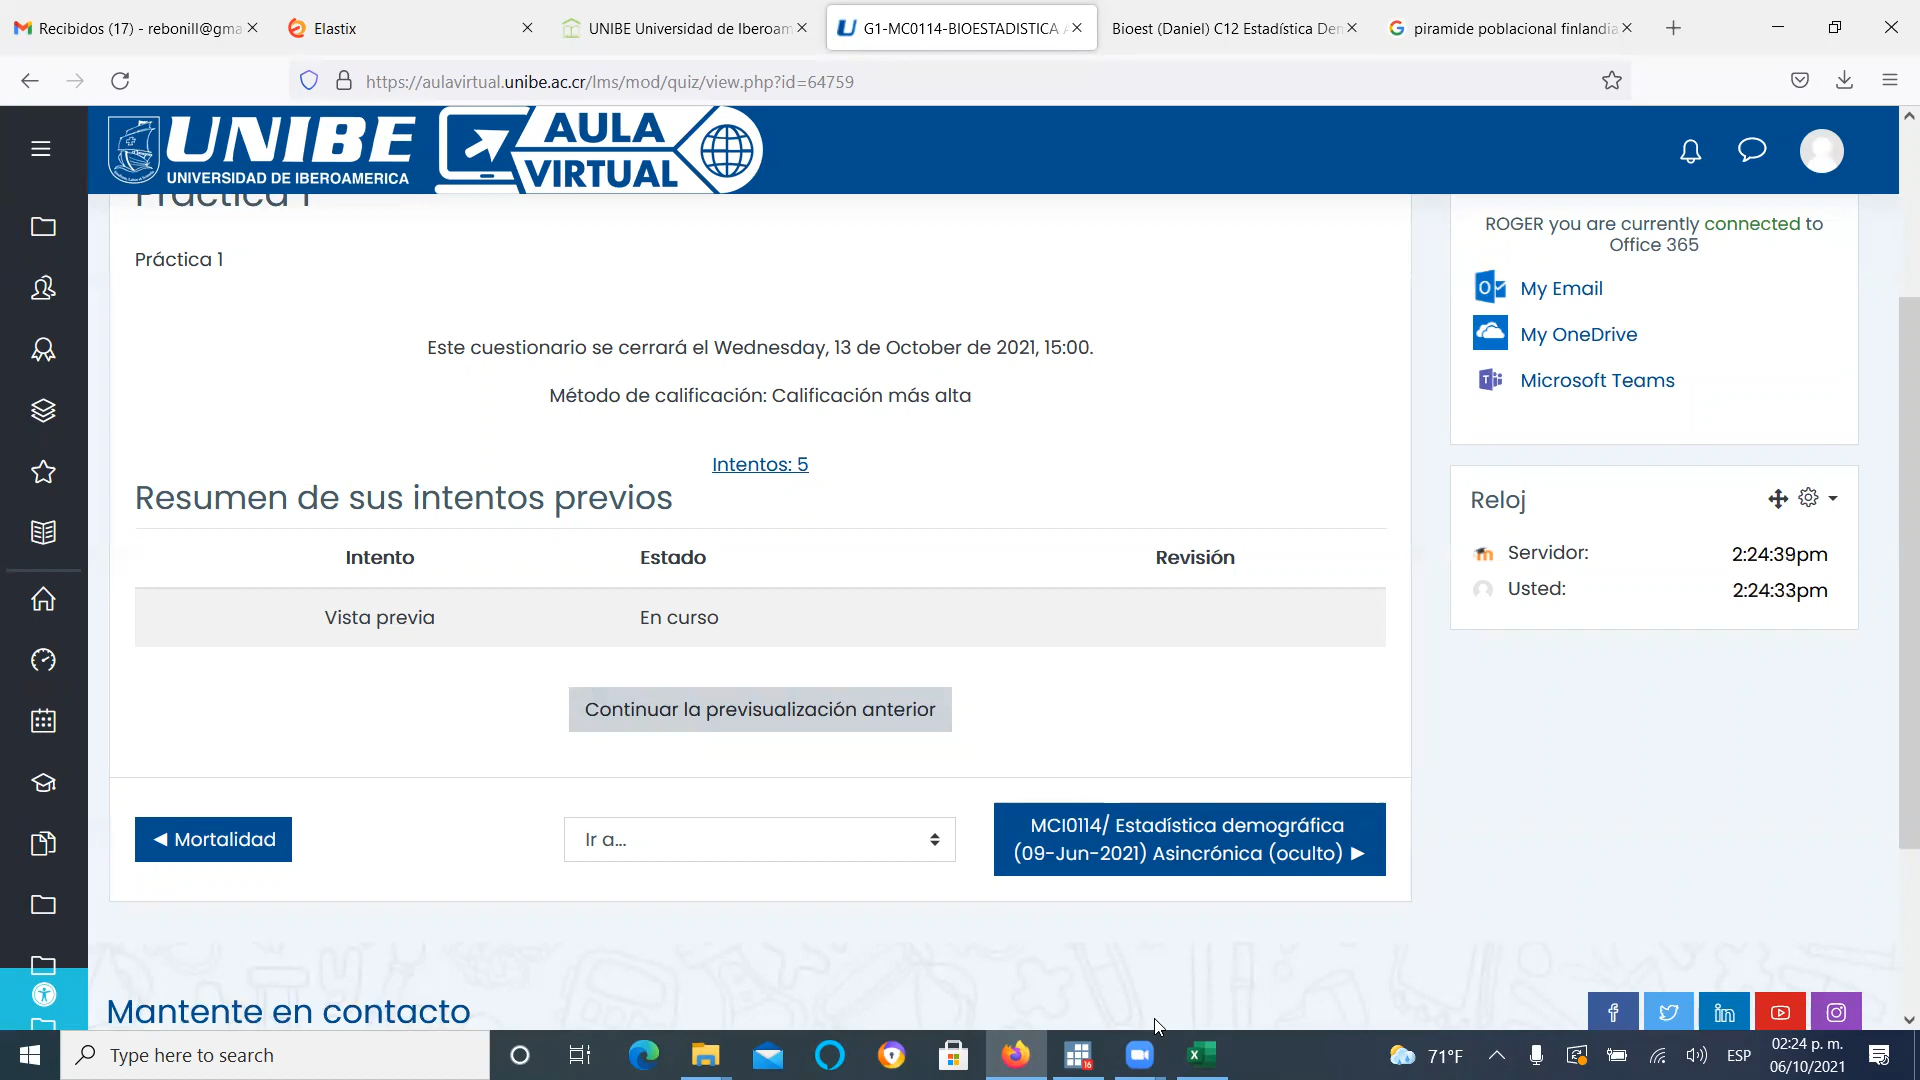 Recibidos (17) - rebonill@gma
Elastix
UNIBE Universidad de Iberoam
G1-MC0114-BIOESTADISTICA
Bioest (Daniel) C12 Estadística Den
piramide poblacional finlandia
https://aulavirtual.unibe.ac.cr/lms/mod/quiz/view.php?id=64759
UNIBE
UNIVERSIDAD DE IBEROAMERICA
AULA
VIRTUAL
Práctica 1
Práctica 1
Este cuestionario se cerrará el Wednesday, 13 de October de 2021, 15:00.
Método de calificación: Calificación más alta
Intentos: 5
Resumen de sus intentos previos
Intento Estado Revisión
Vista previa En curso
Continuar la previsualización anterior
◄ Mortalidad
Ir a...
MCI0114/ Estadística demográfica
(09-Jun-2021) Asincrónica (oculto) ►
ROGER you are currently connected to
Office 365
My Email
My OneDrive
Microsoft Teams
Reloj
Servidor: 2:24:39pm
Usted: 2:24:33pm
Mantente en contacto
Type here to search
71°F
ESP
02:24 p. m.
06/10/2021